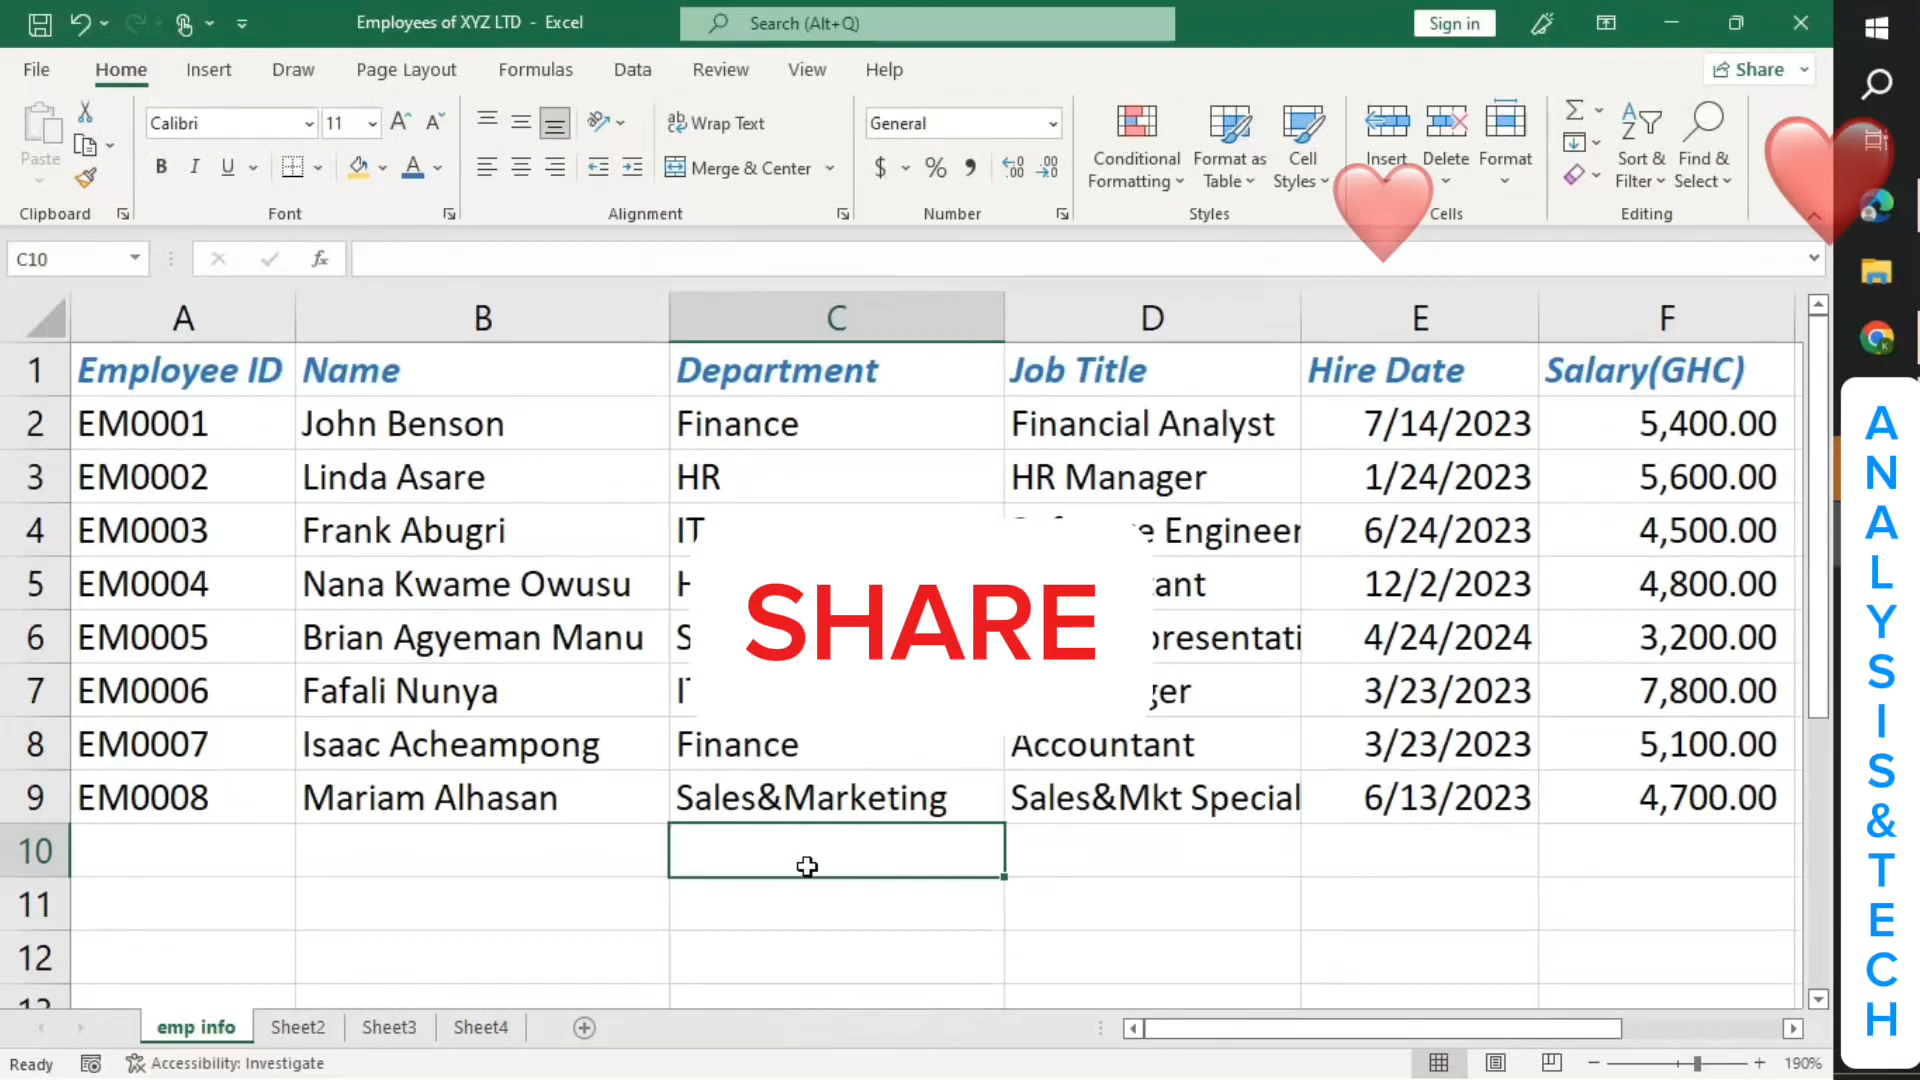 Employees of XYZ LTD - Excel
Search (Alt+Q)
Sign in
File Home Insert Draw Page Layout Formulas Data Review View Help
Share
Paste
Calibri 11
B I U
Wrap Text
Merge & Center
General
$ % ,
Conditional Formatting
Format as Table
Cell Styles
Insert Delete Format
Sort & Filter
Find & Select
Clipboard Font Alignment Number Styles Cells Editing
C10 fx
A B C D E F
1 Employee ID Name Department Job Title Hire Date Salary(GHC)
2 EM0001 John Benson Finance Financial Analyst 7/14/2023 5,400.00
3 EM0002 Linda Asare HR HR Manager 1/24/2023 5,600.00
4 EM0003 Frank Abugri IT Engineer 6/24/2023 4,500.00
5 EM0004 Nana Kwame Owusu 12/2/2023 4,800.00
6 EM0005 Brian Agyeman Manu 4/24/2024 3,200.00
7 EM0006 Fafali Nunya 3/23/2023 7,800.00
8 EM0007 Isaac Acheampong Finance Accountant 3/23/2023 5,100.00
9 EM0008 Mariam Alhasan Sales&Marketing Sales&Mkt Special 6/13/2023 4,700.00
10
11
12
SHARE
emp info Sheet2 Sheet3 Sheet4
Ready Accessibility: Investigate 190%
ANALYSIS&TECH